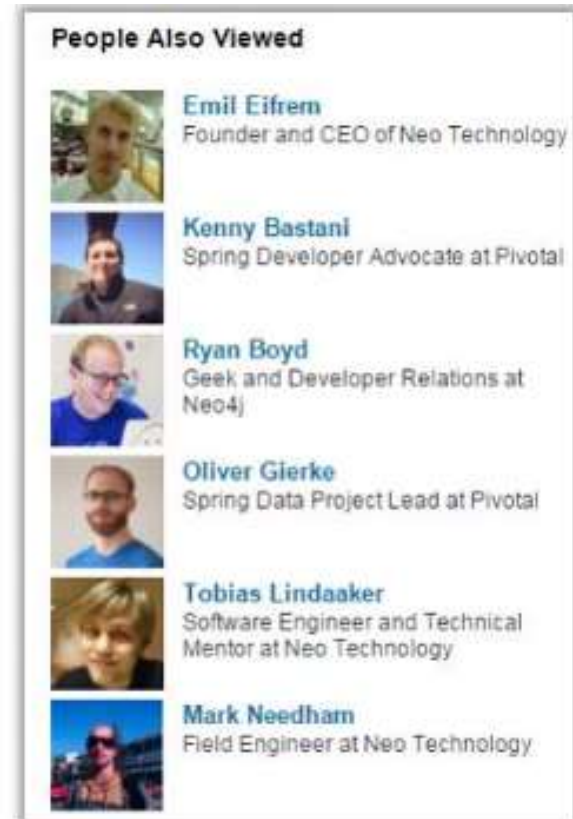 People Also Viewed
Emil Eifrem
Founder and CEO of Neo Technology
Kenny Bastani
Spring Developer Advocate at Pivotal
Ryan Boyd
Geek and Developer Relations at
Neo4j
Oliver Gierke
Spring Data Project Lead at Pivotal
Tobias Lindaaker
Software Engineer and Technical
Mentor at Neo Technology
Mark Needham
Field Engineer at Neo Technology